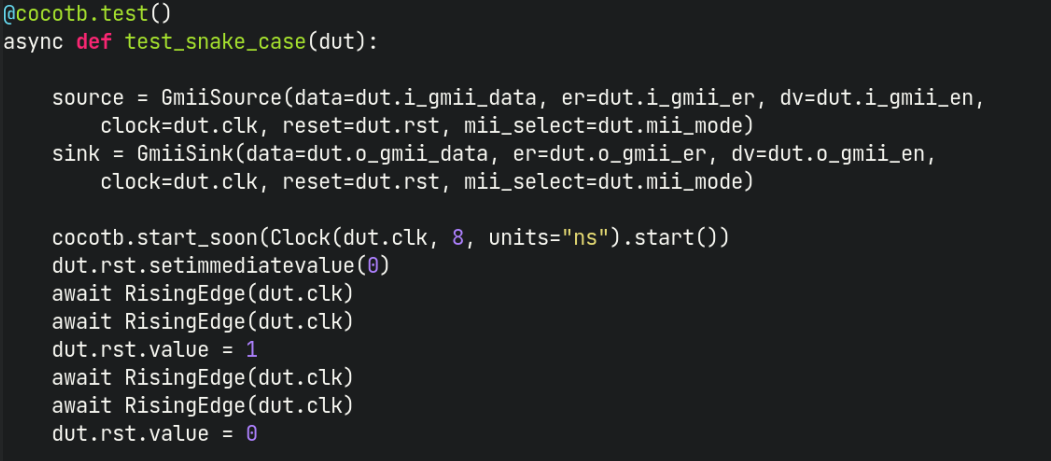 @cocotb.test()
async def test_snake_case(dut):
    source = GmiiSource(data=dut.i_gmii_data, er=dut.i_gmii_er, dv=dut.i_gmii_en,
        clock=dut.clk, reset=dut.rst, mii_select=dut.mii_mode)
    sink = GmiiSink(data=dut.o_gmii_data, er=dut.o_gmii_er, dv=dut.o_gmii_en,
        clock=dut.clk, reset=dut.rst, mii_select=dut.mii_mode)
    cocotb.start_soon(Clock(dut.clk, 8, units="ns").start())
    dut.rst.setimmediatevalue(0)
    await RisingEdge(dut.clk)
    await RisingEdge(dut.clk)
    dut.rst.value = 1
    await RisingEdge(dut.clk)
    await RisingEdge(dut.clk)
    dut.rst.value = 0